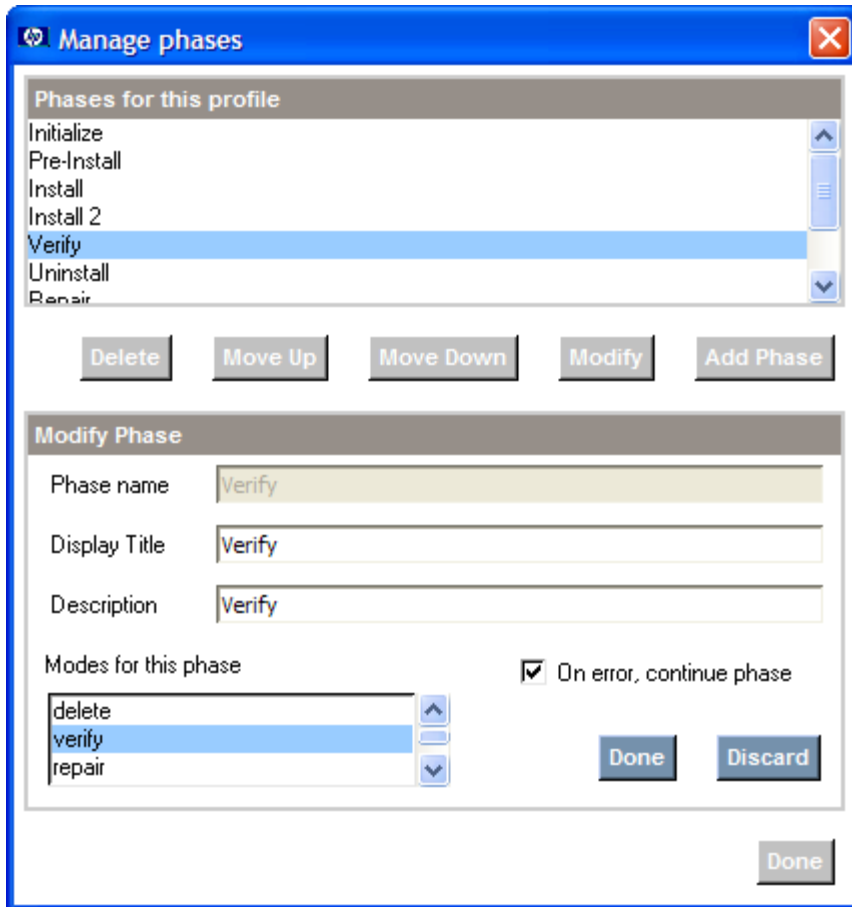 Manage phases
Phases for this profile
Initialize
Pre-Install
Install
Install 2
Verify
Uninstall
Repair
Delete Move Up Move Down Modify Add Phase
Modify Phase
Phase name Verify
Display Title Verify
Description Verify
Modes for this phase On error, continue phase
delete
verify
repair
Done Discard
Done